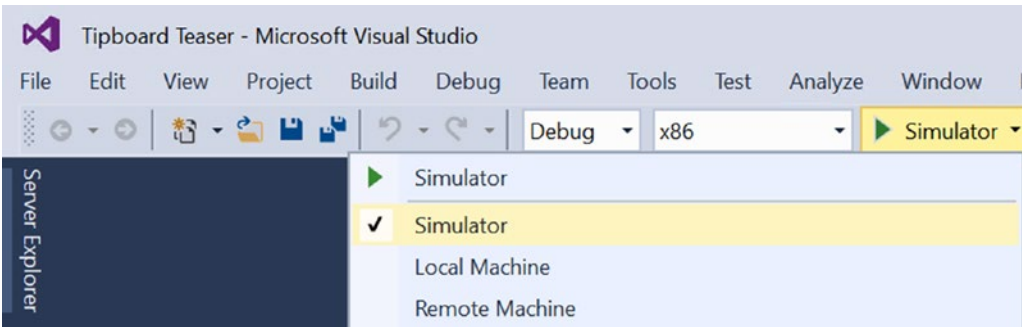 Tipboard Teaser - Microsoft Visual Studio
File Edit View Project Build Debug Team Tools Test Analyze Window
Debug x86 Simulator
Server Explorer
Simulator
Simulator
Local Machine
Remote Machine